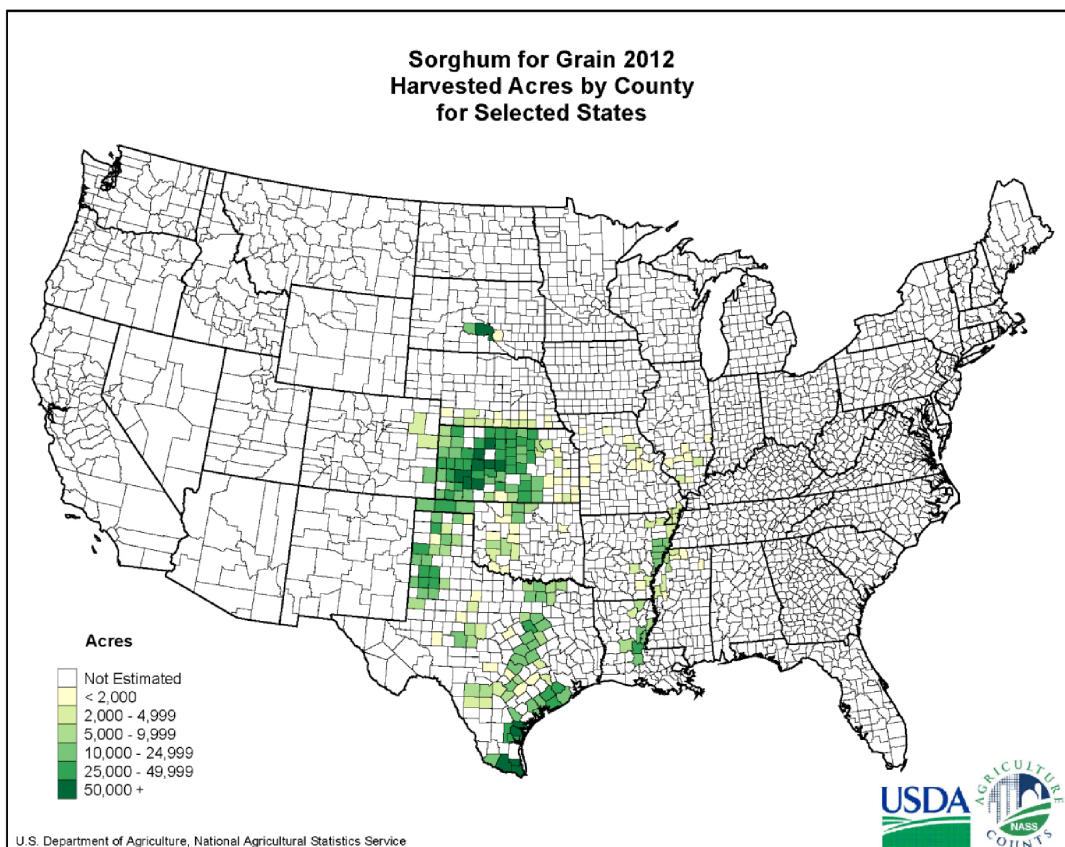 Sorghum for Grain 2012
Harvested Acres by County
for Selected States
Acres
Not Estimated
< 2,000
2,000 - 4,999
5,000 - 9,999
10,000 - 24,999
25,000 - 49,999
50,000 +
USDA
AGRICULTURE
NASS
COUNTS
U.S. Department of Agriculture, National Agricultural Statistics Service